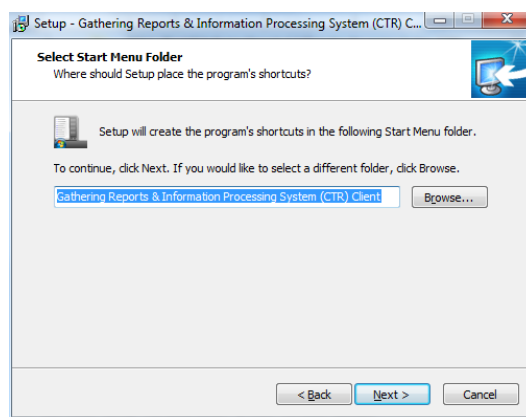 Setup - Gathering Reports & Information Processing System (CTR) C...
Select Start Menu Folder
Where should Setup place the program's shortcuts?
Setup will create the program's shortcuts in the following Start Menu folder.
To continue, click Next. If you would like to select a different folder, click Browse.
Gathering Reports & Information Processing System (CTR) Client
Browse...
< Back
Next >
Cancel